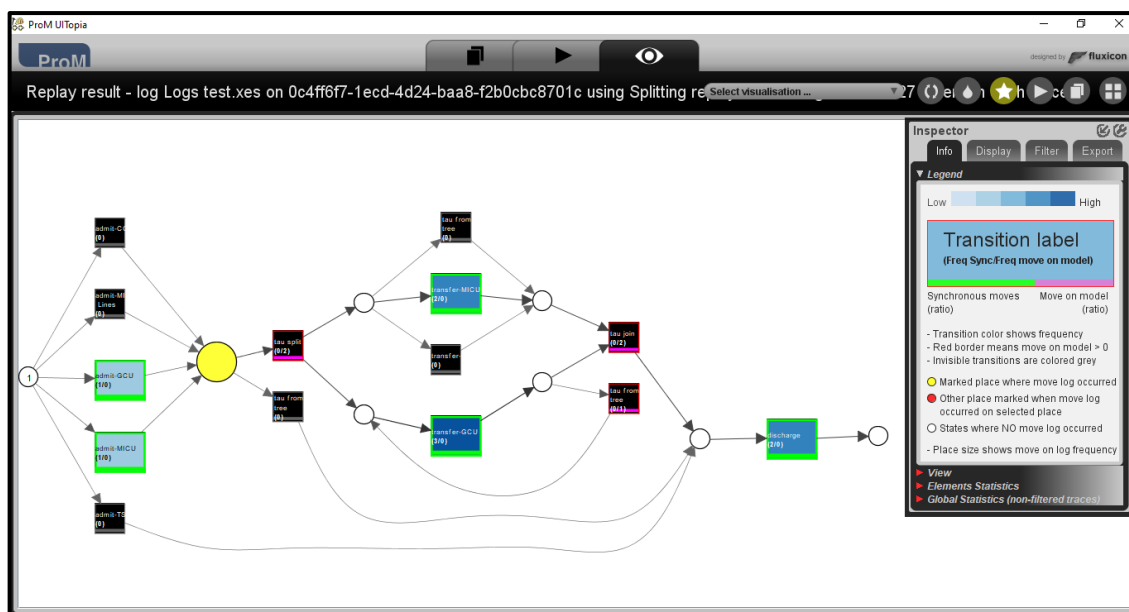 ProM UITopia
ProM
designed by fluxicon
Replay result - log Logs test.xes on 0c4ff6f7-1ecd-4d24-baa8-f2b0cbc8701c using Splitting
Select visualisation ...
Inspector
Info Display Filter Export
Legend
Low High
Transition label
(Freq Sync/Freq move on model)
Synchronous moves Move on model
(ratio) (ratio)
- Transition color shows frequency
- Red border means move on model > 0
- Invisible transitions are colored grey
Marked place where move log occurred
Other place marked when move log
occurred on selected place
States where NO move log occurred
- Place size shows move on log frequency
View
Elements Statistics
Global Statistics (non-filtered traces)
1
admit-CC
(0)
admit-MI
Lines
(0)
admit-GCU
(1/0)
admit-MICU
(1/0)
admit-TS
(0)
tau split
(0/2)
tau from
tree
(0)
tau from
tree
(0)
transfer-MICU
(2/0)
transfer-
(0)
transfer-GCU
(3/0)
tau join
(0/2)
tau from
tree
(0/1)
discharge
(2/0)